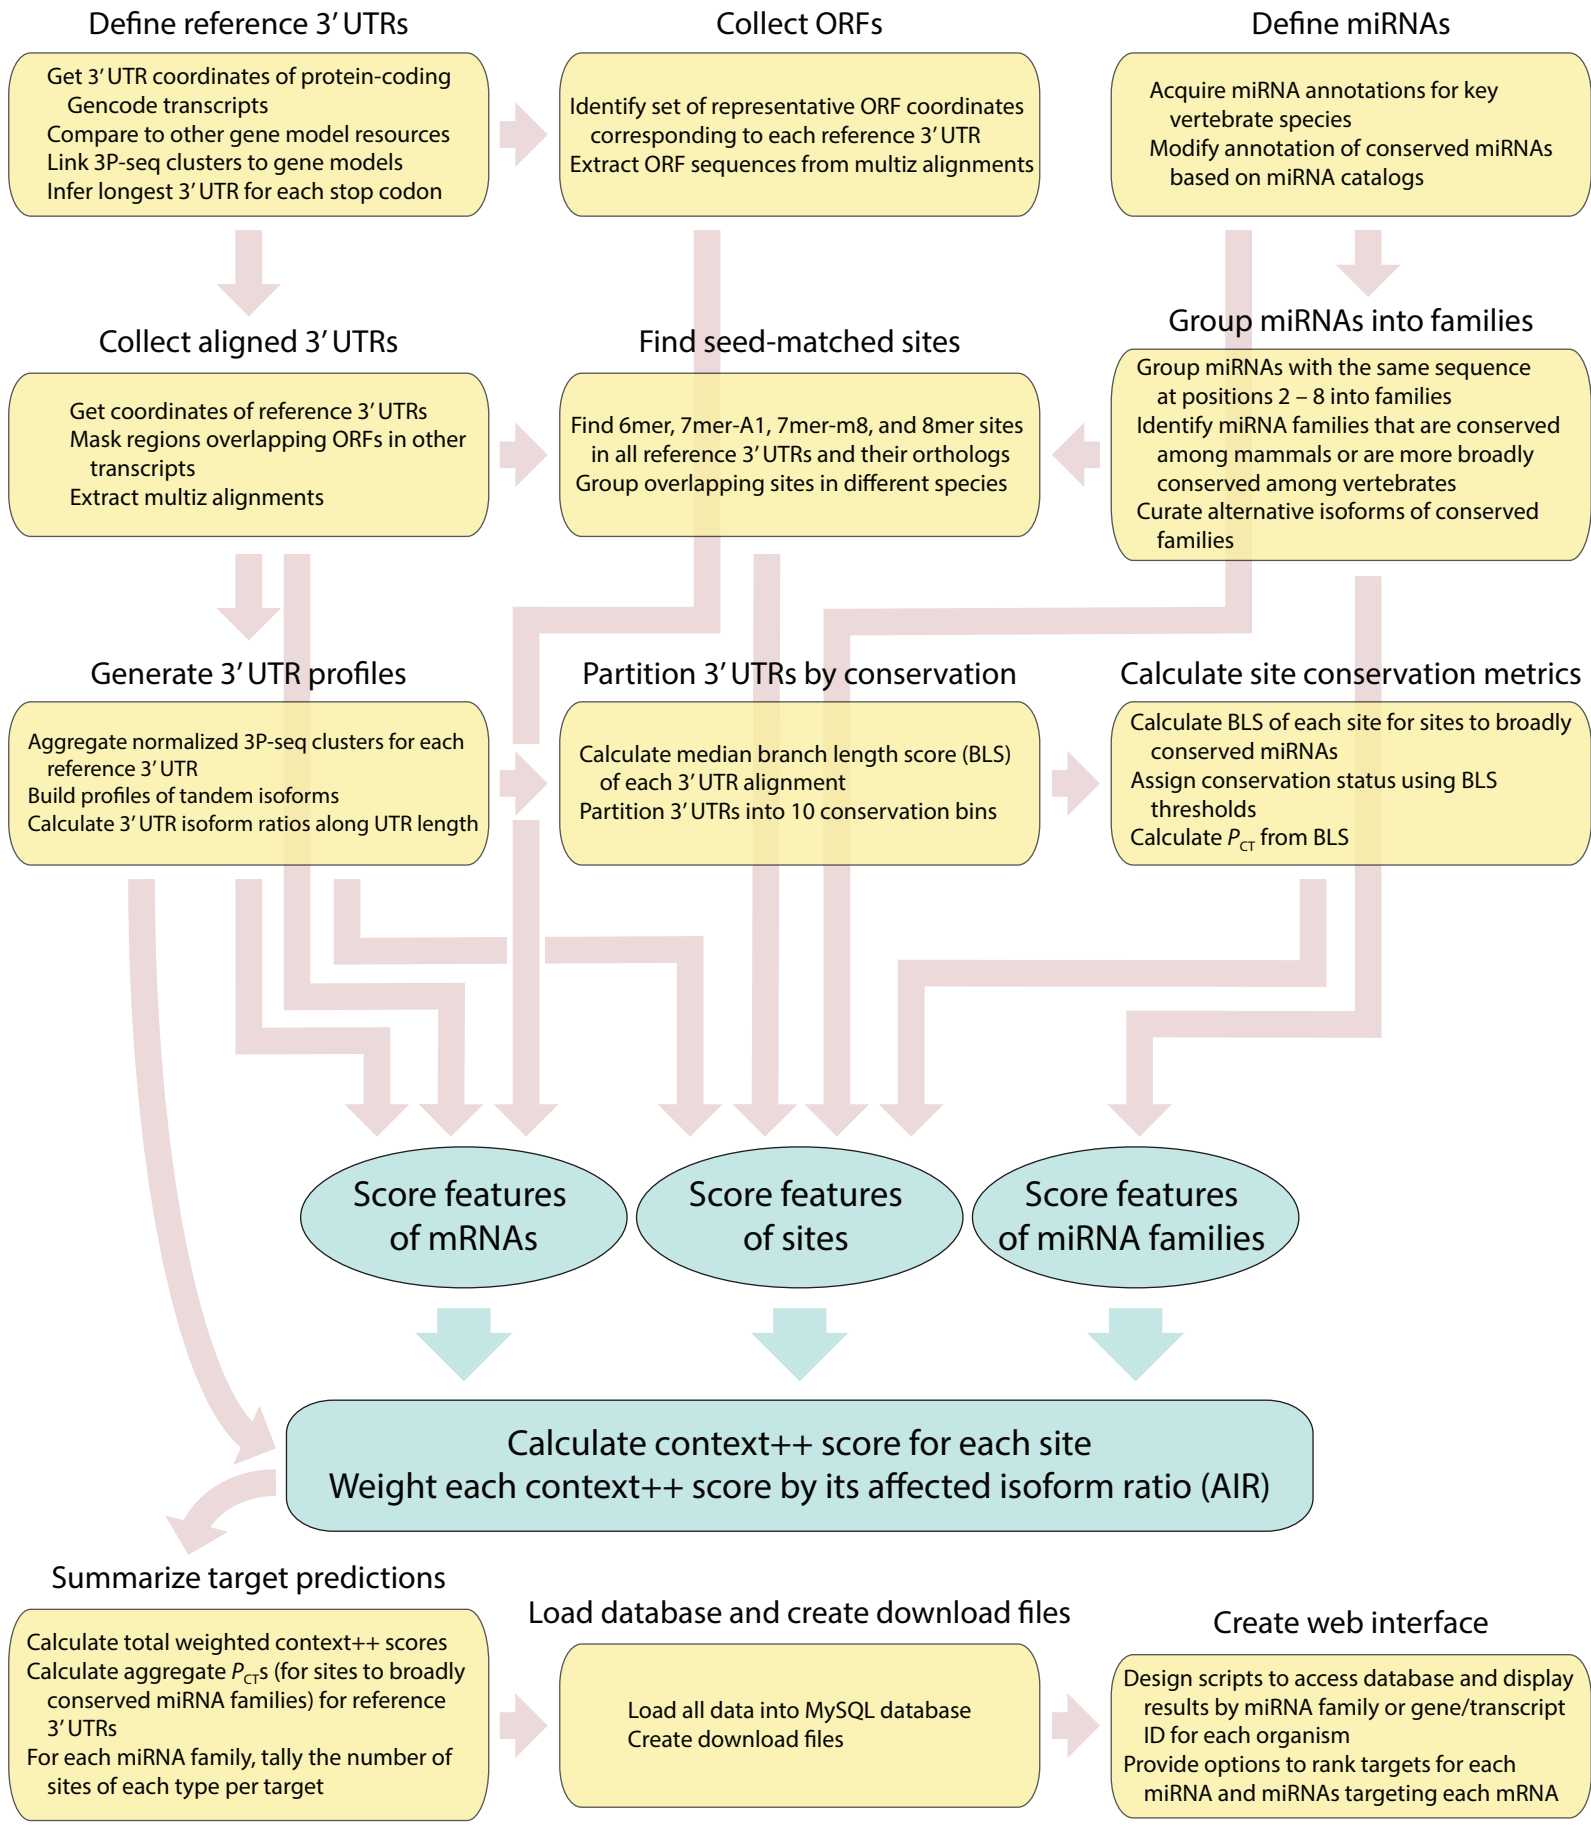 Define reference 3’ UTRs
Get 3’ UTR coordinates of protein-coding
Gencode transcripts
Compare to other gene model resources
Link 3P-seq clusters to gene models
Infer longest 3’ UTR for each stop codon
Collect ORFs
Identify set of representative ORF coordinates
corresponding to each reference 3’ UTR
Extract ORF sequences from multiz alignments
Define miRNAs
Acquire miRNA annotations for key
vertebrate species
Modify annotation of conserved miRNAs
based on miRNA catalogs
Collect aligned 3’ UTRs
Get coordinates of reference 3’ UTRs
Mask regions overlapping ORFs in other
transcripts
Extract multiz alignments
Find seed-matched sites
Find 6mer, 7mer-A1, 7mer-m8, and 8mer sites
in all reference 3’ UTRs and their orthologs
Group overlapping sites in different species
Group miRNAs into families
Group miRNAs with the same sequence
at positions 2 – 8 into families
Identify miRNA families that are conserved
among mammals or are more broadly
conserved among vertebrates
Curate alternative isoforms of conserved
families
Generate 3’ UTR profiles
Aggregate normalized 3P-seq clusters for each
reference 3’ UTR
Build profiles of tandem isoforms
Calculate 3’ UTR isoform ratios along UTR length
Partition 3’ UTRs by conservation
Calculate median branch length score (BLS)
of each 3’ UTR alignment
Partition 3’ UTRs into 10 conservation bins
Calculate site conservation metrics
Calculate BLS of each site for sites to broadly
conserved miRNAs
Assign conservation status using BLS
thresholds
Calculate PCT from BLS
Score features
of mRNAs
Score features
of sites
Score features
of miRNA families
Calculate context++ score for each site
Weight each context++ score by its affected isoform ratio (AIR)
Summarize target predictions
Calculate total weighted context++ scores
Calculate aggregate PCTs (for sites to broadly
conserved miRNA families) for reference
3’ UTRs
For each miRNA family, tally the number of
sites of each type per target
Load database and create download files
Load all data into MySQL database
Create download files
Create web interface
Design scripts to access database and display
results by miRNA family or gene/transcript
ID for each organism
Provide options to rank targets for each
miRNA and miRNAs targeting each mRNA